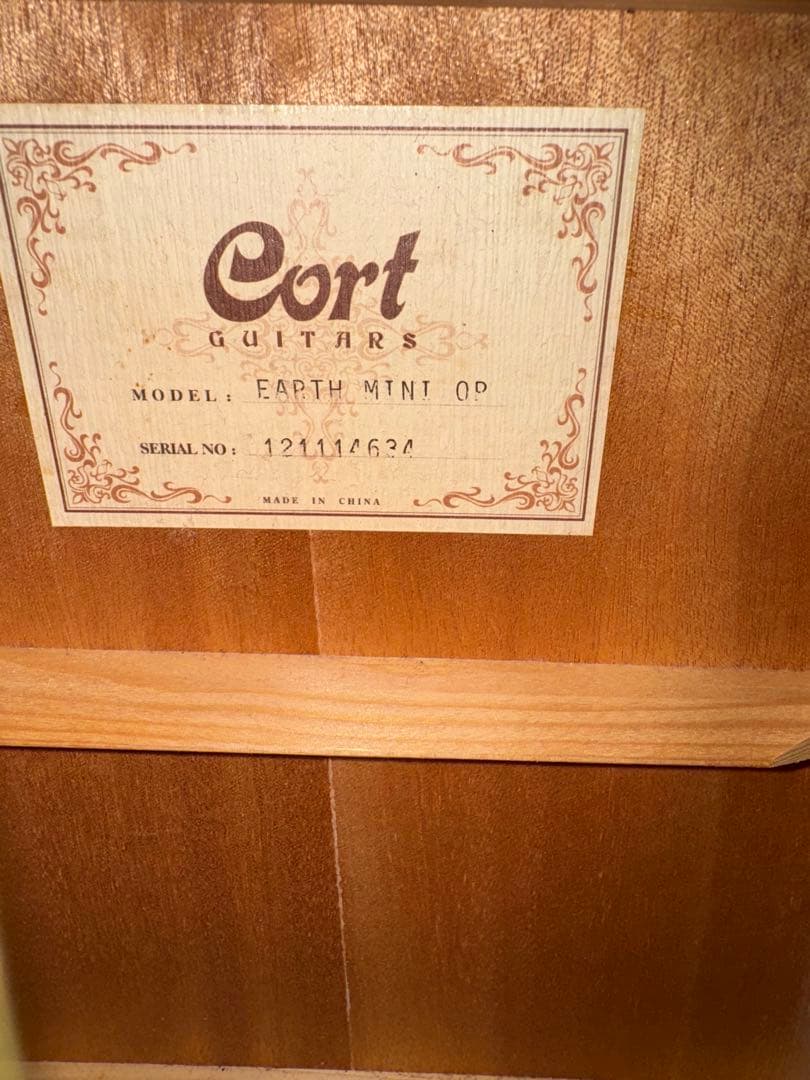 Cort
GUITARS
MODEL: EARTH MINI OP
SERIAL NO: 121114634
MADE IN CHINA